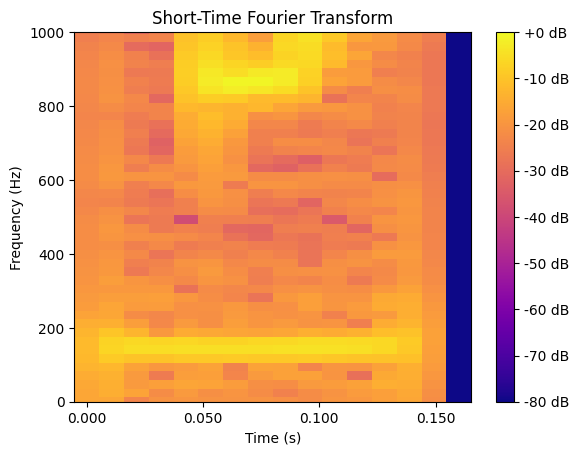 Short-Time Fourier Transform
1000
800
600
400
200
0
Frequency (Hz)
0.000
0.050
0.100
0.150
Time (s)
+0 dB
-10 dB
-20 dB
-30 dB
-40 dB
-50 dB
-60 dB
-70 dB
-80 dB